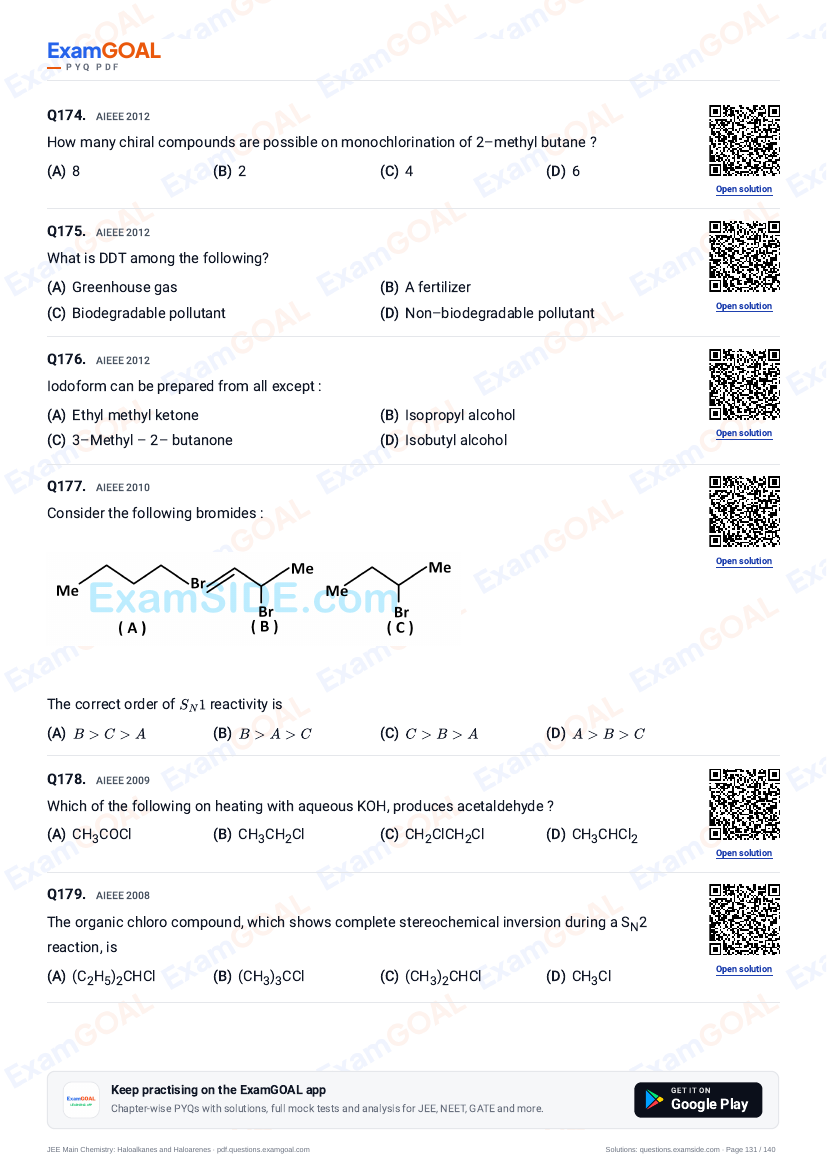 ExamGOAL
PYQ PDF
Q174. AIEEE 2012
How many chiral compounds are possible on monochlorination of 2−methyl butane ?
(A) 8 (B) 2 (C) 4 (D) 6
Open solution
Q175. AIEEE 2012
What is DDT among the following?
(A) Greenhouse gas (B) A fertilizer
(C) Biodegradable pollutant (D) Non−biodegradable pollutant
Open solution
Q176. AIEEE 2012
Iodoform can be prepared from all except :
(A) Ethyl methyl ketone (B) Isopropyl alcohol
(C) 3−Methyl − 2− butanone (D) Isobutyl alcohol
Open solution
Q177. AIEEE 2010
Consider the following bromides :
Open solution
Me Br Me Me Me
ExamSIDE.com
Br Br
( A ) ( B ) ( C )
The correct order of S_N1 reactivity is
(A) B > C > A (B) B > A > C (C) C > B > A (D) A > B > C
Q178. AIEEE 2009
Which of the following on heating with aqueous KOH, produces acetaldehyde ?
(A) CH3COCl (B) CH3CH2Cl (C) CH2ClCH2Cl (D) CH3CHCl2
Open solution
Q179. AIEEE 2008
The organic chloro compound, which shows complete stereochemical inversion during a SN2
reaction, is
(A) (C2H5)2CHCl (B) (CH3)3CCl (C) (CH3)2CHCl (D) CH3Cl
Open solution
Keep practising on the ExamGOAL app
Chapter-wise PYQs with solutions, full mock tests and analysis for JEE, NEET, GATE and more.
ExamGOAL
GET IT ON
Google Play
JEE Main Chemistry: Haloalkanes and Haloarenes · pdf.questions.examgoal.com
Solutions: questions.examside.com · Page 131 / 140